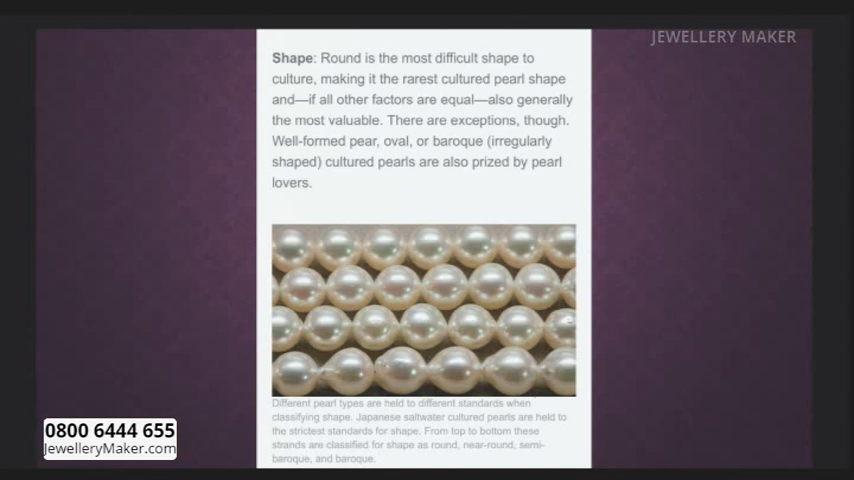 JEWELLERY MAKER
Shape: Round is the most difficult shape to
culture, making it the rarest cultured pearl shape
and—if all other factors are equal—also generally
the most valuable. There are exceptions, though.
Well-formed pear, oval, or baroque (irregularly
shaped) cultured pearls are also prized by pearl
lovers.
Different pearl types are held to different standards when
classifying shape. Japanese saltwater cultured pearls are held to
the strictest standards for shape. From top to bottom these
strands are classified for shape as round, near-round, semi-
baroque, and baroque.
0800 6444 655
JewelleryMaker.com